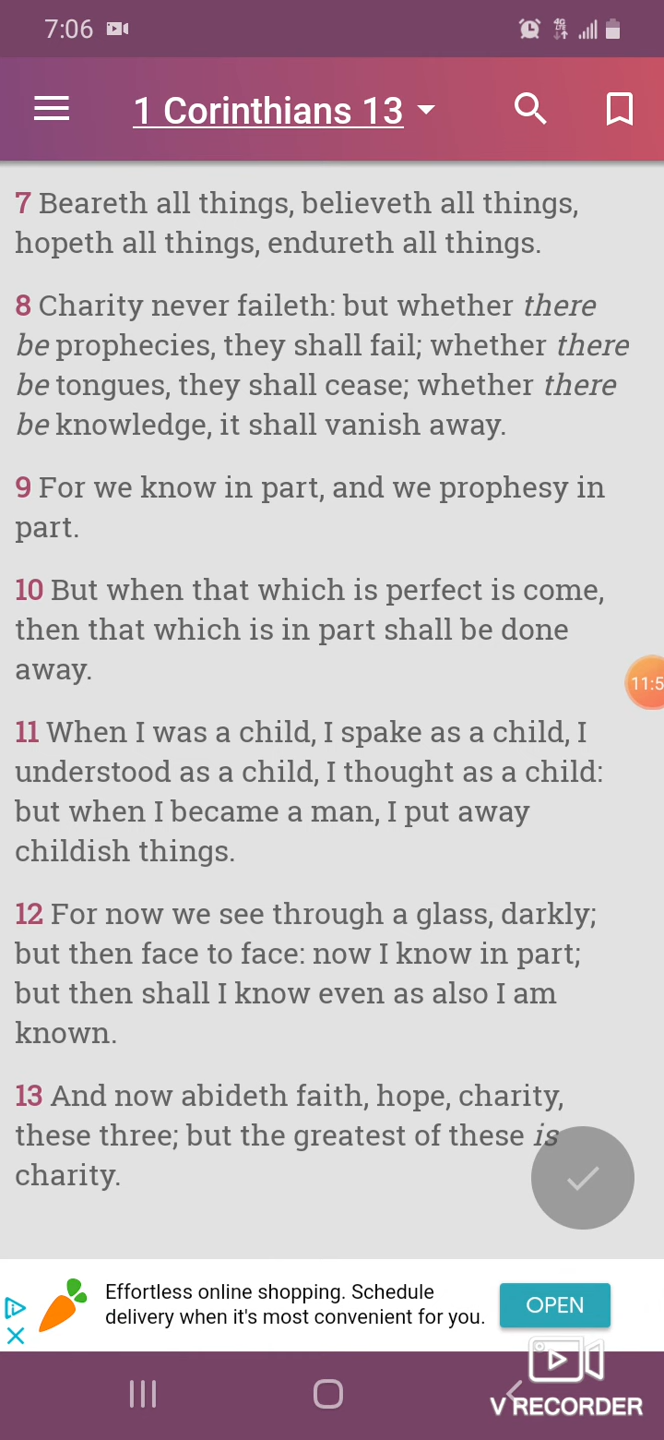 7:06
4G
LTE
1 Corinthians 13
7 Beareth all things, believeth all things,
hopeth all things, endureth all things.
8 Charity never faileth: but whether there
be prophecies, they shall fail; whether there
be tongues, they shall cease; whether there
be knowledge, it shall vanish away.
9 For we know in part, and we prophesy in
part.
10 But when that which is perfect is come,
then that which is in part shall be done
away.
11:5
11 When I was a child, I spake as a child, I
understood as a child, I thought as a child:
but when I became a man, I put away
childish things.
12 For now we see through a glass, darkly;
but then face to face: now I know in part;
but then shall I know even as also I am
known.
13 And now abideth faith, hope, charity,
these three; but the greatest of these is
charity.
Effortless online shopping. Schedule
delivery when it's most convenient for you.
OPEN
V RECORDER